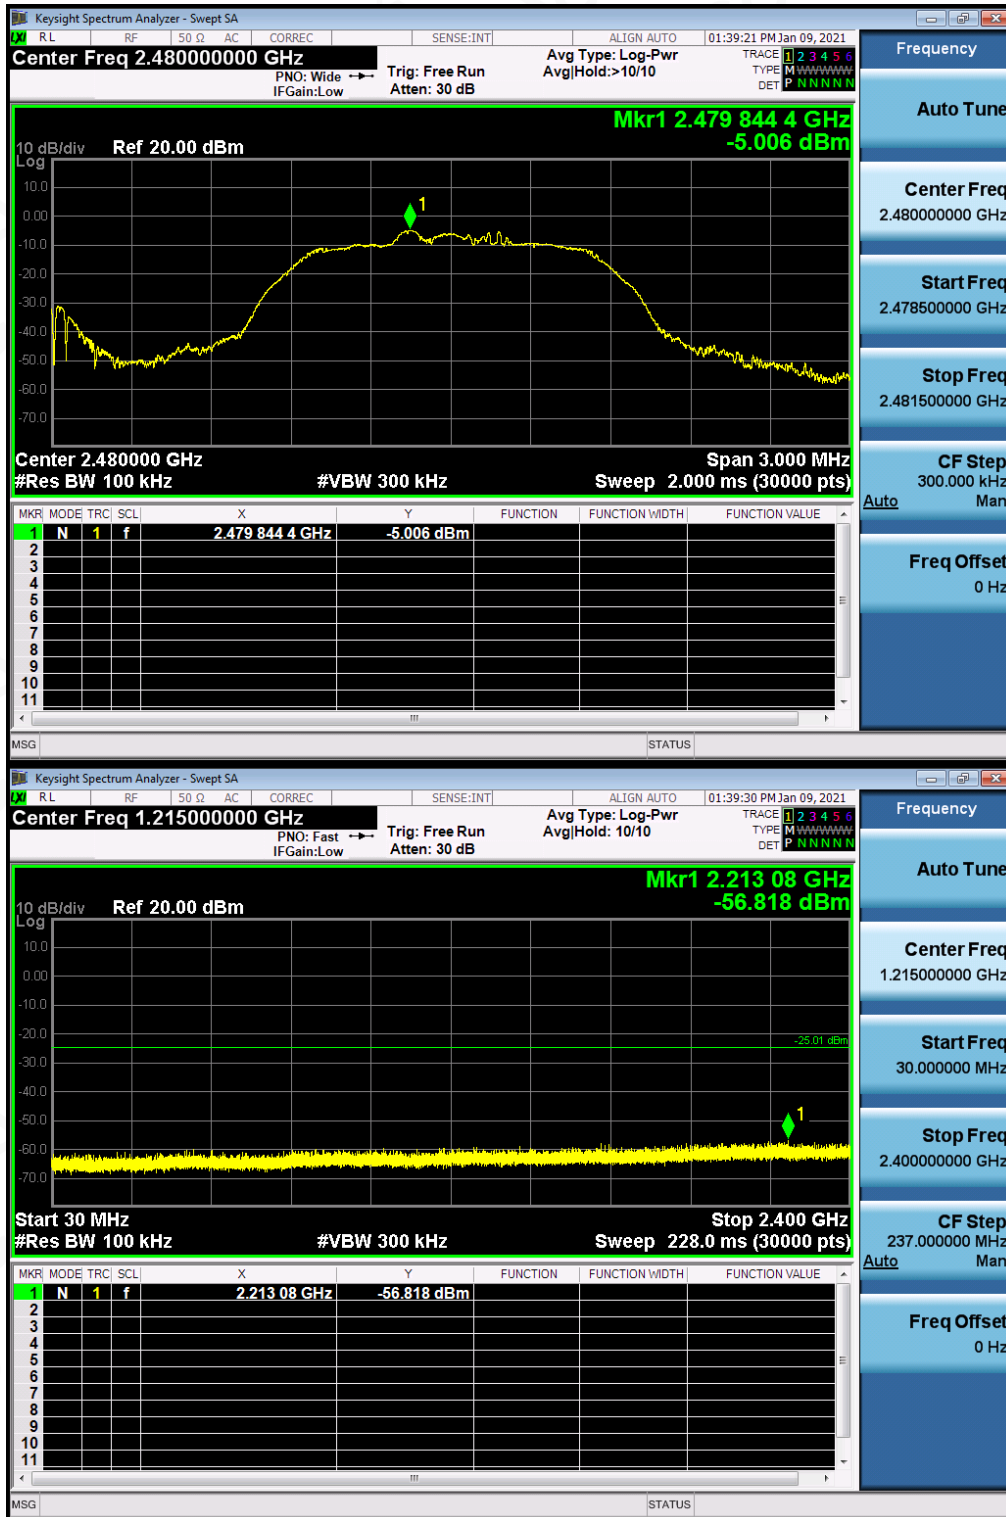 Keysight Spectrum Analyzer - Swept SA
LXI RL RF 50 Ω AC CORREC SENSE:INT ALIGN AUTO 01:39:21 PM Jan 09, 2021
Center Freq 2.480000000 GHz Avg Type: Log-Pwr TRACE 1 2 3 4 5 6
PNO: Wide Trig: Free Run Avg|Hold:>10/10 TYPE M WWWWW
IFGain:Low Atten: 30 dB DET P N N N N N
Mkr1 2.479 844 4 GHz
10 dB/div Ref 20.00 dBm -5.006 dBm
Log
10.0
0.00
-10.0
-20.0
-30.0
-40.0
-50.0
-60.0
-70.0
1
Center 2.480000 GHz Span 3.000 MHz
#Res BW 100 kHz #VBW 300 kHz Sweep 2.000 ms (30000 pts)
MKR MODE TRC SCL X Y FUNCTION FUNCTION WIDTH FUNCTION VALUE
1 N 1 f 2.479 844 4 GHz -5.006 dBm
2
3
4
5
6
7
8
9
10
11
MSG STATUS
Frequency
Auto Tune
Center Freq
2.480000000 GHz
Start Freq
2.478500000 GHz
Stop Freq
2.481500000 GHz
CF Step
300.000 kHz
Auto Man
Freq Offset
0 Hz
Keysight Spectrum Analyzer - Swept SA
LXI RL RF 50 Ω AC CORREC SENSE:INT ALIGN AUTO 01:39:30 PM Jan 09, 2021
Center Freq 1.215000000 GHz Avg Type: Log-Pwr TRACE 1 2 3 4 5 6
PNO: Fast Trig: Free Run Avg|Hold: 10/10 TYPE M WWWWW
IFGain:Low Atten: 30 dB DET P N N N N N
Mkr1 2.213 08 GHz
10 dB/div Ref 20.00 dBm -56.818 dBm
Log
10.0
0.00
-10.0
-20.0
-25.01 dBm
-30.0
-40.0
-50.0
-60.0
-70.0
1
Start 30 MHz Stop 2.400 GHz
#Res BW 100 kHz #VBW 300 kHz Sweep 228.0 ms (30000 pts)
MKR MODE TRC SCL X Y FUNCTION FUNCTION WIDTH FUNCTION VALUE
1 N 1 f 2.213 08 GHz -56.818 dBm
2
3
4
5
6
7
8
9
10
11
MSG STATUS
Frequency
Auto Tune
Center Freq
1.215000000 GHz
Start Freq
30.000000 MHz
Stop Freq
2.400000000 GHz
CF Step
237.000000 MHz
Auto Man
Freq Offset
0 Hz